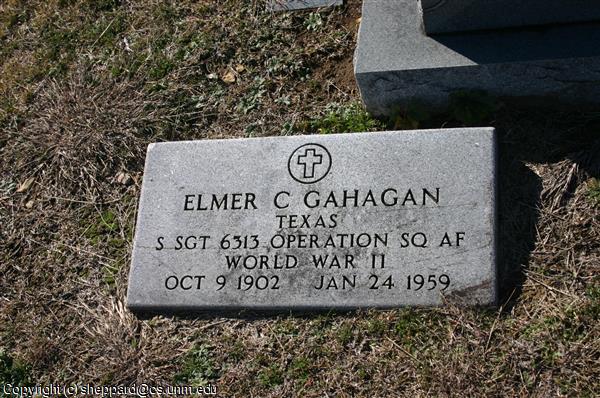 ELMER C GAHAGAN
TEXAS
S SGT 6313 OPERATION SQ AF
WORLD WAR II
OCT 9 1902 JAN 24 1959
Copyright (c) sheppard@cs.unm.edu